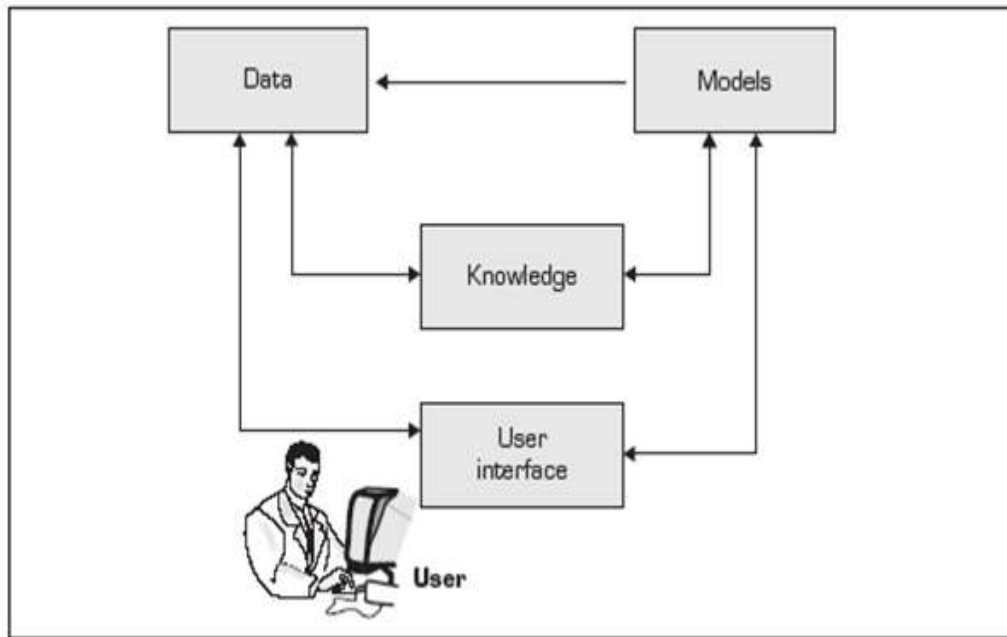 Data
Models
Knowledge
User
interface
User